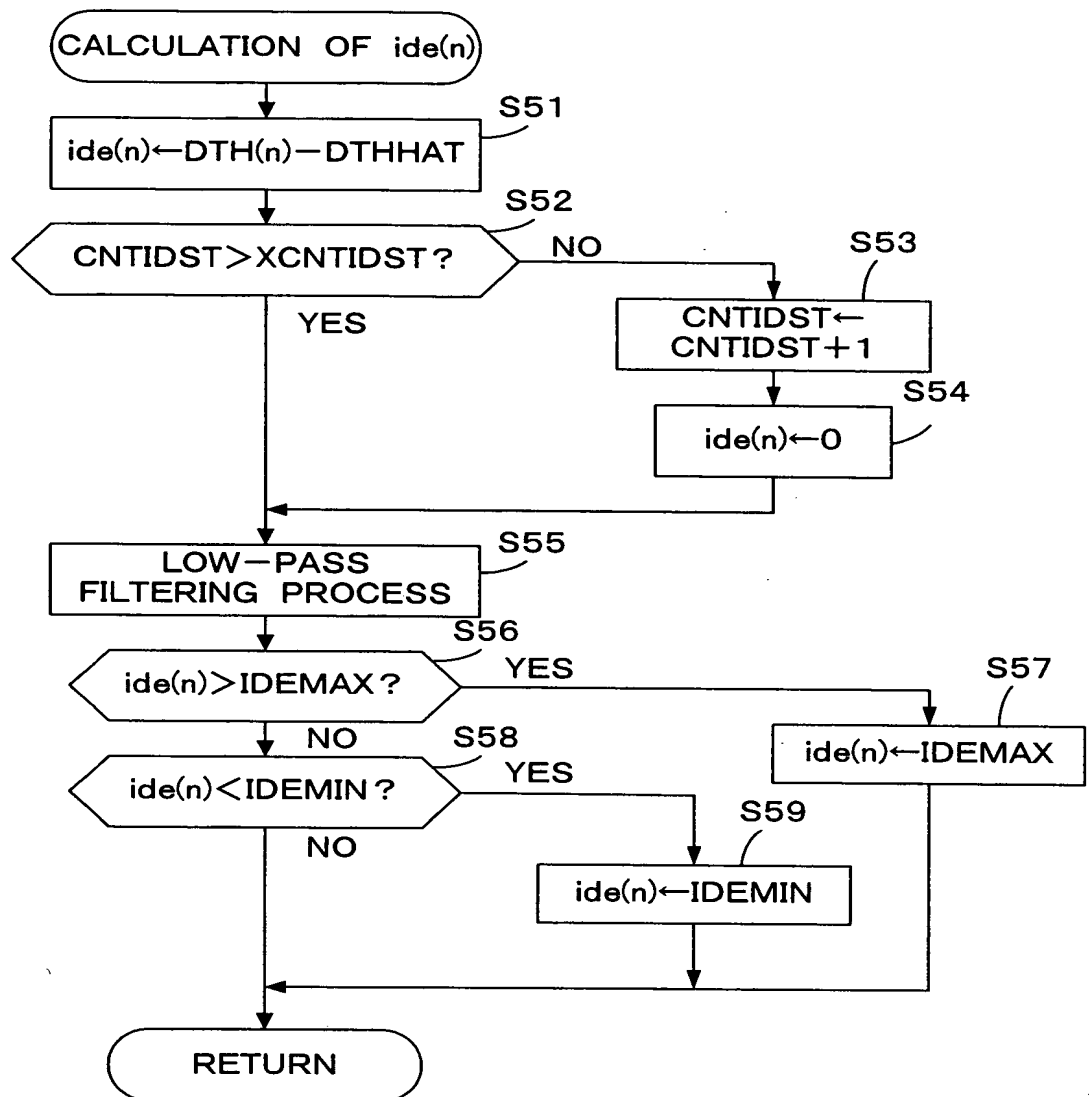 CALCULATION OF ide(n)
S51
ide(n)←DTH(n)−DTHHAT
S52
CNTIDST>XCNTIDST?
NO
YES
S53
CNTIDST←
CNTIDST+1
S54
ide(n)←0
S55
LOW−PASS
FILTERING PROCESS
S56
ide(n)>IDEMAX?
YES
NO
S57
ide(n)←IDEMAX
S58
ide(n)<IDEMIN?
YES
NO
S59
ide(n)←IDEMIN
RETURN